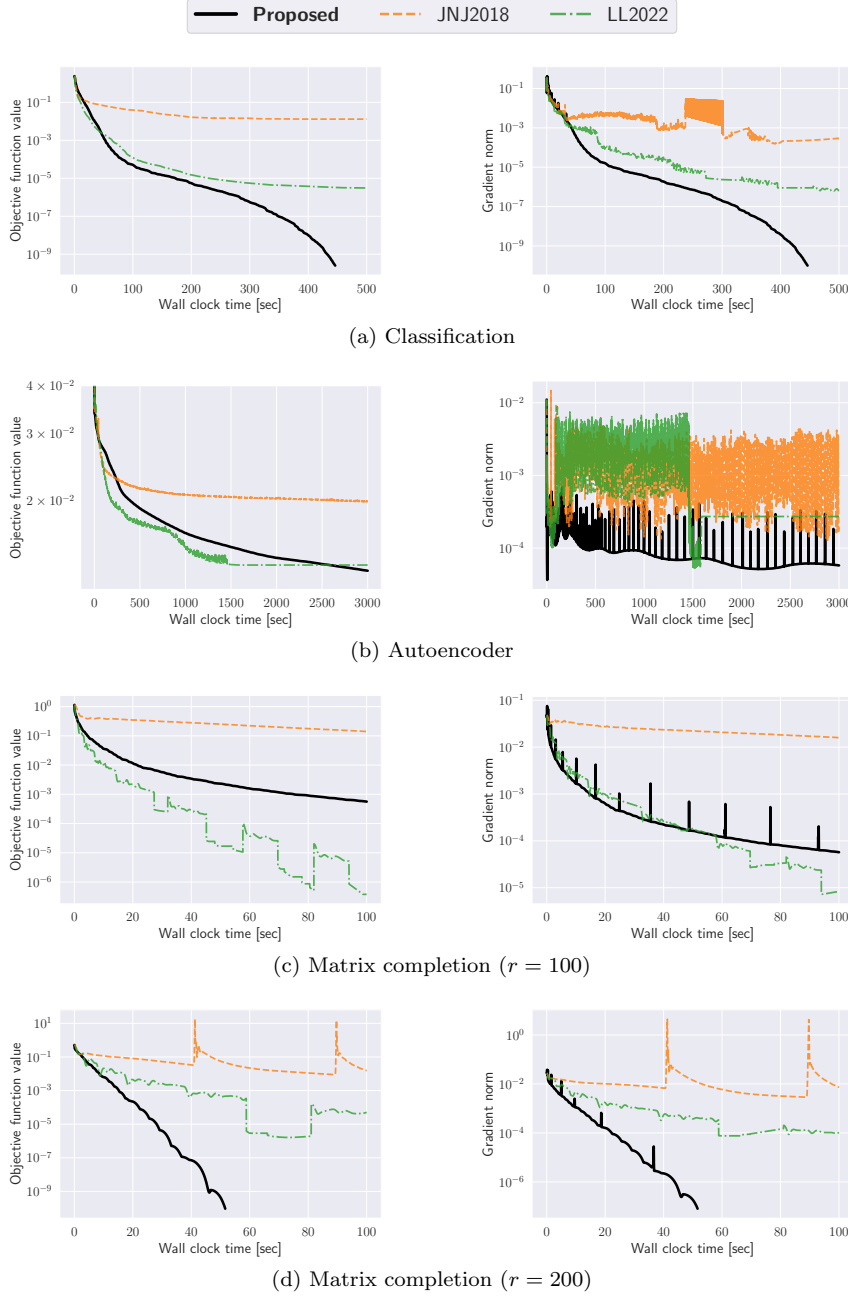 Proposed JNJ2018 LL2022
Objective function value
10⁻¹
10⁻³
10⁻⁵
10⁻⁷
10⁻⁹
0 100 200 300 400 500
Wall clock time [sec]
Gradient norm
10⁻¹
10⁻³
10⁻⁵
10⁻⁷
10⁻⁹
0 100 200 300 400 500
Wall clock time [sec]
(a) Classification
Objective function value
4 × 10⁻²
3 × 10⁻²
2 × 10⁻²
0 500 1000 1500 2000 2500 3000
Wall clock time [sec]
Gradient norm
10⁻²
10⁻³
10⁻⁴
0 500 1000 1500 2000 2500 3000
Wall clock time [sec]
(b) Autoencoder
Objective function value
10⁰
10⁻¹
10⁻²
10⁻³
10⁻⁴
10⁻⁵
10⁻⁶
0 20 40 60 80 100
Wall clock time [sec]
Gradient norm
10⁻¹
10⁻²
10⁻³
10⁻⁴
10⁻⁵
0 20 40 60 80 100
Wall clock time [sec]
(c) Matrix completion (r = 100)
Objective function value
10¹
10⁻¹
10⁻³
10⁻⁵
10⁻⁷
10⁻⁹
0 20 40 60 80 100
Wall clock time [sec]
Gradient norm
10⁰
10⁻²
10⁻⁴
10⁻⁶
0 20 40 60 80 100
Wall clock time [sec]
(d) Matrix completion (r = 200)